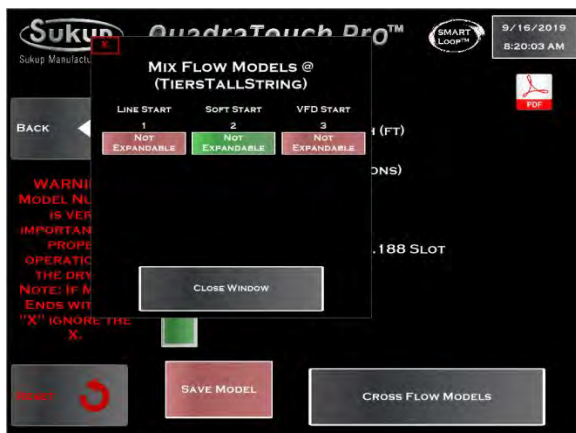 Sukup
QuadraTouch Pro™
SMART
LOOP™
9/16/2019
8:20:03 AM
Sukup Manufactu
X
MIX FLOW MODELS @
(TIERSTALLSTRING)
PDF
LINE START
SOFT START
VFD START
1
2
3
NOT
EXPANDABLE
NOT
EXPANDABLE
NOT
EXPANDABLE
BACK
(FT)
ONS)
WARNI
MODEL NU
IS VER
IMPORTAN
PROPE
OPERATIO
THE DRY
NOTE: IF M
ENDS WIT
"X" IGNORE THE
X.
.188 SLOT
CLOSE WINDOW
RESET
SAVE MODEL
CROSS FLOW MODELS